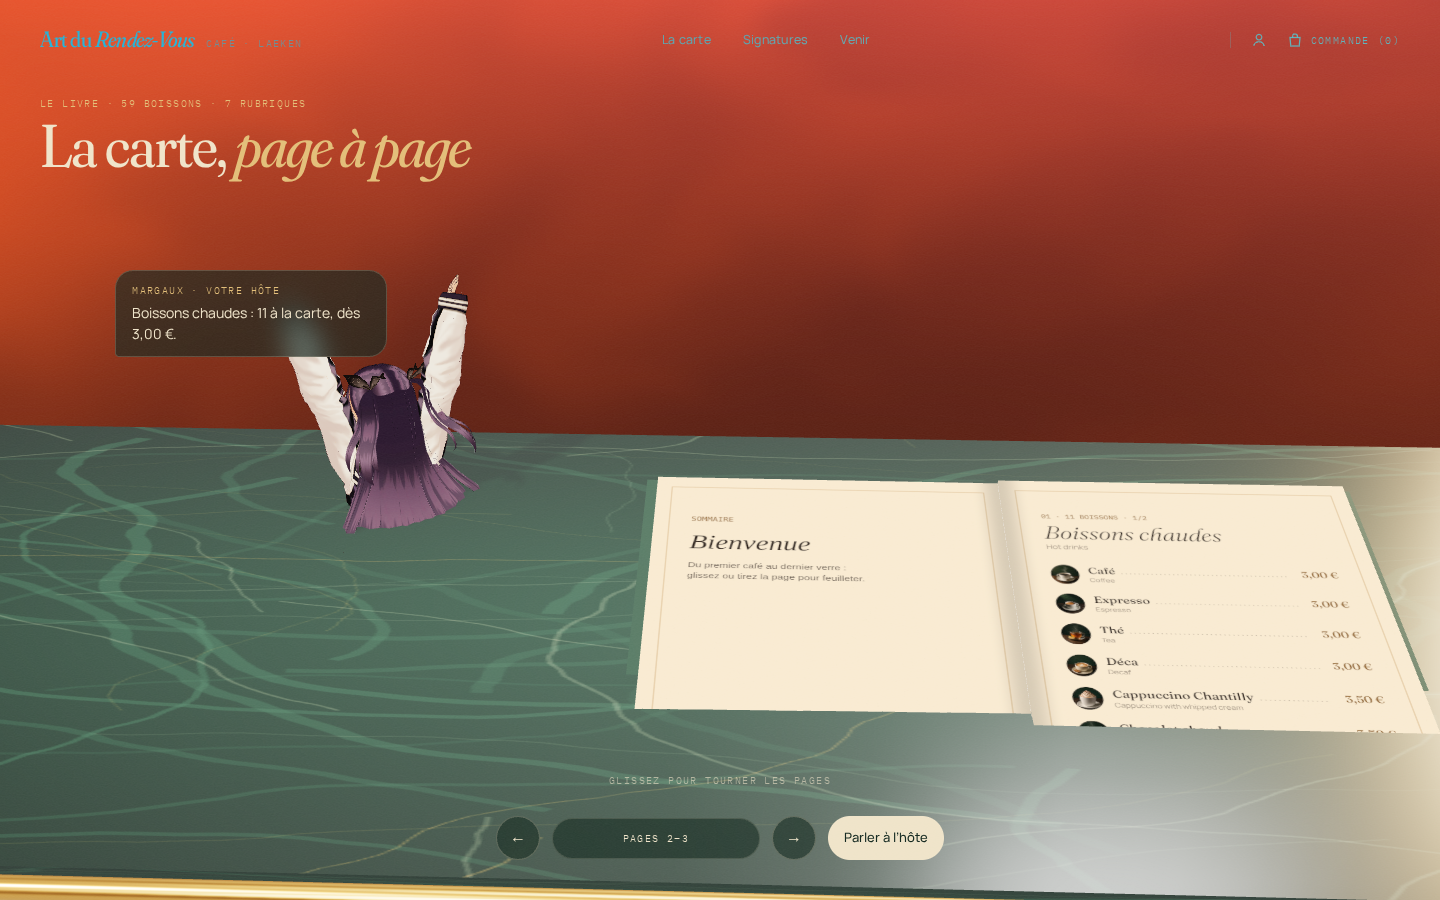 Art du Rendez-Vous CAFÉ LAEKEN
La carte
Signatures
Venir
COMMANDE (0)
LE LIVRE · 59 BOISSONS · 7 RUBRIQUES
La carte, page à page
MARGAUX · VOTRE HÔTE
Boissons chaudes : 11 à la carte, dès
3,00 €.
SOMMAIRE
Bienvenue
Du premier café au dernier verre :
glissez ou tirez la page pour feuilleter.
01 — 11 BOISSONS · 1/2
Boissons chaudes
Hot drinks
Café 3,00 €
Coffee
Expresso 3,00 €
Espresso
Thé 3,00 €
Tea
Déca 3,00 €
Decaf
Cappuccino Chantilly 3,50 €
Cappuccino with whipped cream
GLISSEZ POUR TOURNER LES PAGES
←
PAGES 2–3
→
Parler à l'hôte